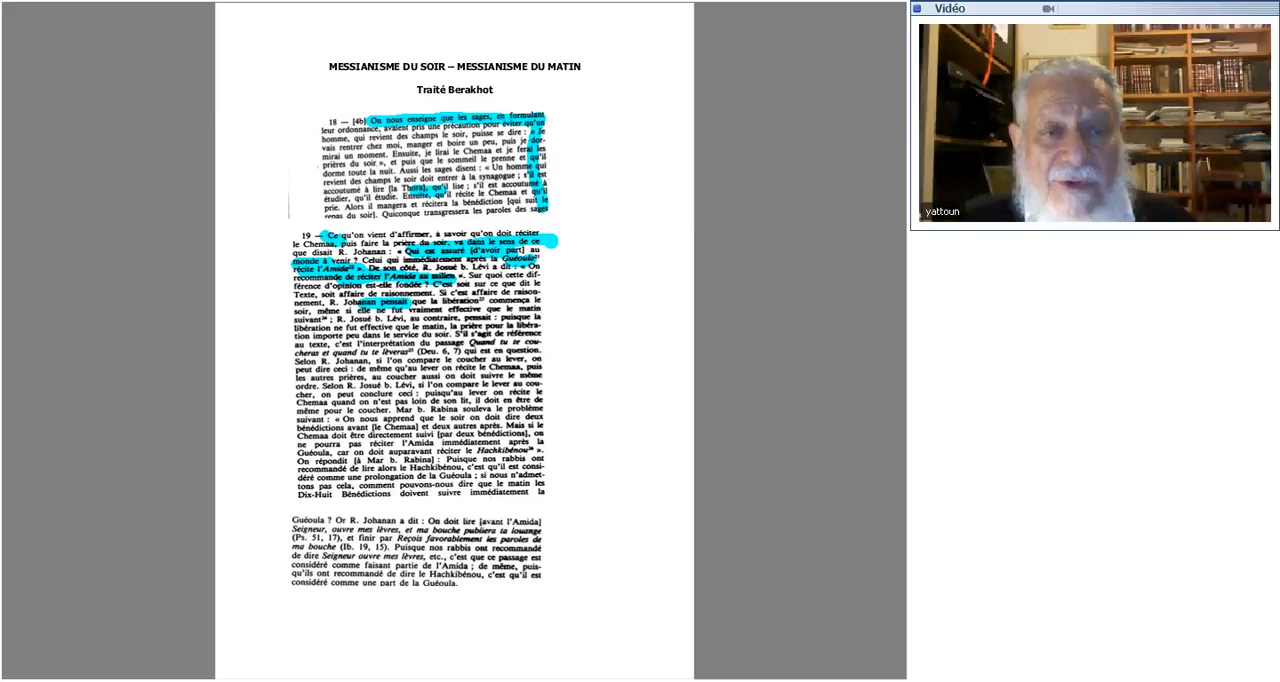 MESSIANISME DU SOIR – MESSIANISME DU MATIN
Traité Berakhot
18 — [4b] On nous enseigne que les sages, en formulant
leur ordonnance, avaient pris une précaution pour éviter qu'un
homme, qui revient des champs le soir, puisse se dire : « Je
vais rentrer chez moi, manger et boire un peu, puis je dor-
mirai un moment. Ensuite, je lirai le Chemaa et je ferai les
prières du soir », et puis que le sommeil le prenne et qu'il
dorme toute la nuit. Aussi les sages disent : « Un homme qui
revient des champs le soir doit entrer à la synagogue ; s'il est
accoutumé à lire [la Thora], qu'il lise ; s'il est accoutumé à
étudier, qu'il étudie. Ensuite, qu'il récite le Chemaa et qu'il
prie. Alors il mangera et récitera la bénédiction [qui suit le
repas du soir]. Quiconque transgressera les paroles des sages
19 — Ce qu'on vient d'affirmer, à savoir qu'on doit réciter
le Chemaa, puis faire la prière du soir, va dans le sens de ce
que disait R. Johanan : « Qui est assuré [d'avoir part] au
monde à venir ? Celui qui immédiatement après la Guéoula²¹
récite l'Amida²² ». De son côté, R. Josué b. Lévi a dit : « On
recommande de réciter l'Amida au milieu ». Sur quoi cette dif-
férence d'opinion est-elle fondée ? C'est soit sur ce que dit le
Texte, soit affaire de raisonnement. Si c'est affaire de raison-
nement, R. Johanan pensait que la libération²³ commença le
soir, même si elle ne fut vraiment effective que le matin
suivant²⁴ ; R. Josué b. Lévi, au contraire, pensait : puisque la
libération ne fut effective que le matin, la prière pour la libéra-
tion importe peu dans le service du soir. S'il s'agit de référence
au texte, c'est l'interprétation du passage Quand tu te cou-
cheras et quand tu te lèveras²⁵ (Deu. 6, 7) qui est en question.
Selon R. Johanan, si l'on compare le coucher au lever, on
peut dire ceci : de même qu'au lever on récite le Chemaa, puis
les autres prières, au coucher aussi on doit suivre le même
ordre. Selon R. Josué b. Lévi, si l'on compare le lever au cou-
cher, on peut conclure ceci : puisqu'au lever on récite le
Chemaa quand on n'est pas loin de son lit, il doit en être de
même pour le coucher. Mar b. Rabina souleva le problème
suivant : « On nous apprend que le soir on doit dire deux
bénédictions avant [le Chemaa] et deux autres après. Mais si le
Chemaa doit être directement suivi [par deux bénédictions], on
ne pourra pas réciter l'Amida immédiatement après la
Guéoula, car on doit auparavant réciter le Hachkibénou²⁶ ».
On répondit [à Mar b. Rabina] : Puisque nos rabbis ont
recommandé de lire alors le Hachkibénou, c'est qu'il est consi-
déré comme une prolongation de la Guéoula ; si nous n'admet-
tons pas cela, comment pouvons-nous dire que le matin les
Dix-Huit Bénédictions doivent suivre immédiatement la
Guéoula ? Or R. Johanan a dit : On doit lire [avant l'Amida]
Seigneur, ouvre mes lèvres, et ma bouche publiera ta louange
(Ps. 51, 17), et finir par Reçois favorablement les paroles de
ma bouche (Ib. 19, 15). Puisque nos rabbis ont recommandé
de dire Seigneur ouvre mes lèvres, etc., c'est que ce passage est
considéré comme faisant partie de l'Amida ; de même, puis-
qu'ils ont recommandé de dire le Hachkibénou, c'est qu'il est
considéré comme une part de la Guéoula.
Vidéo
yattoun